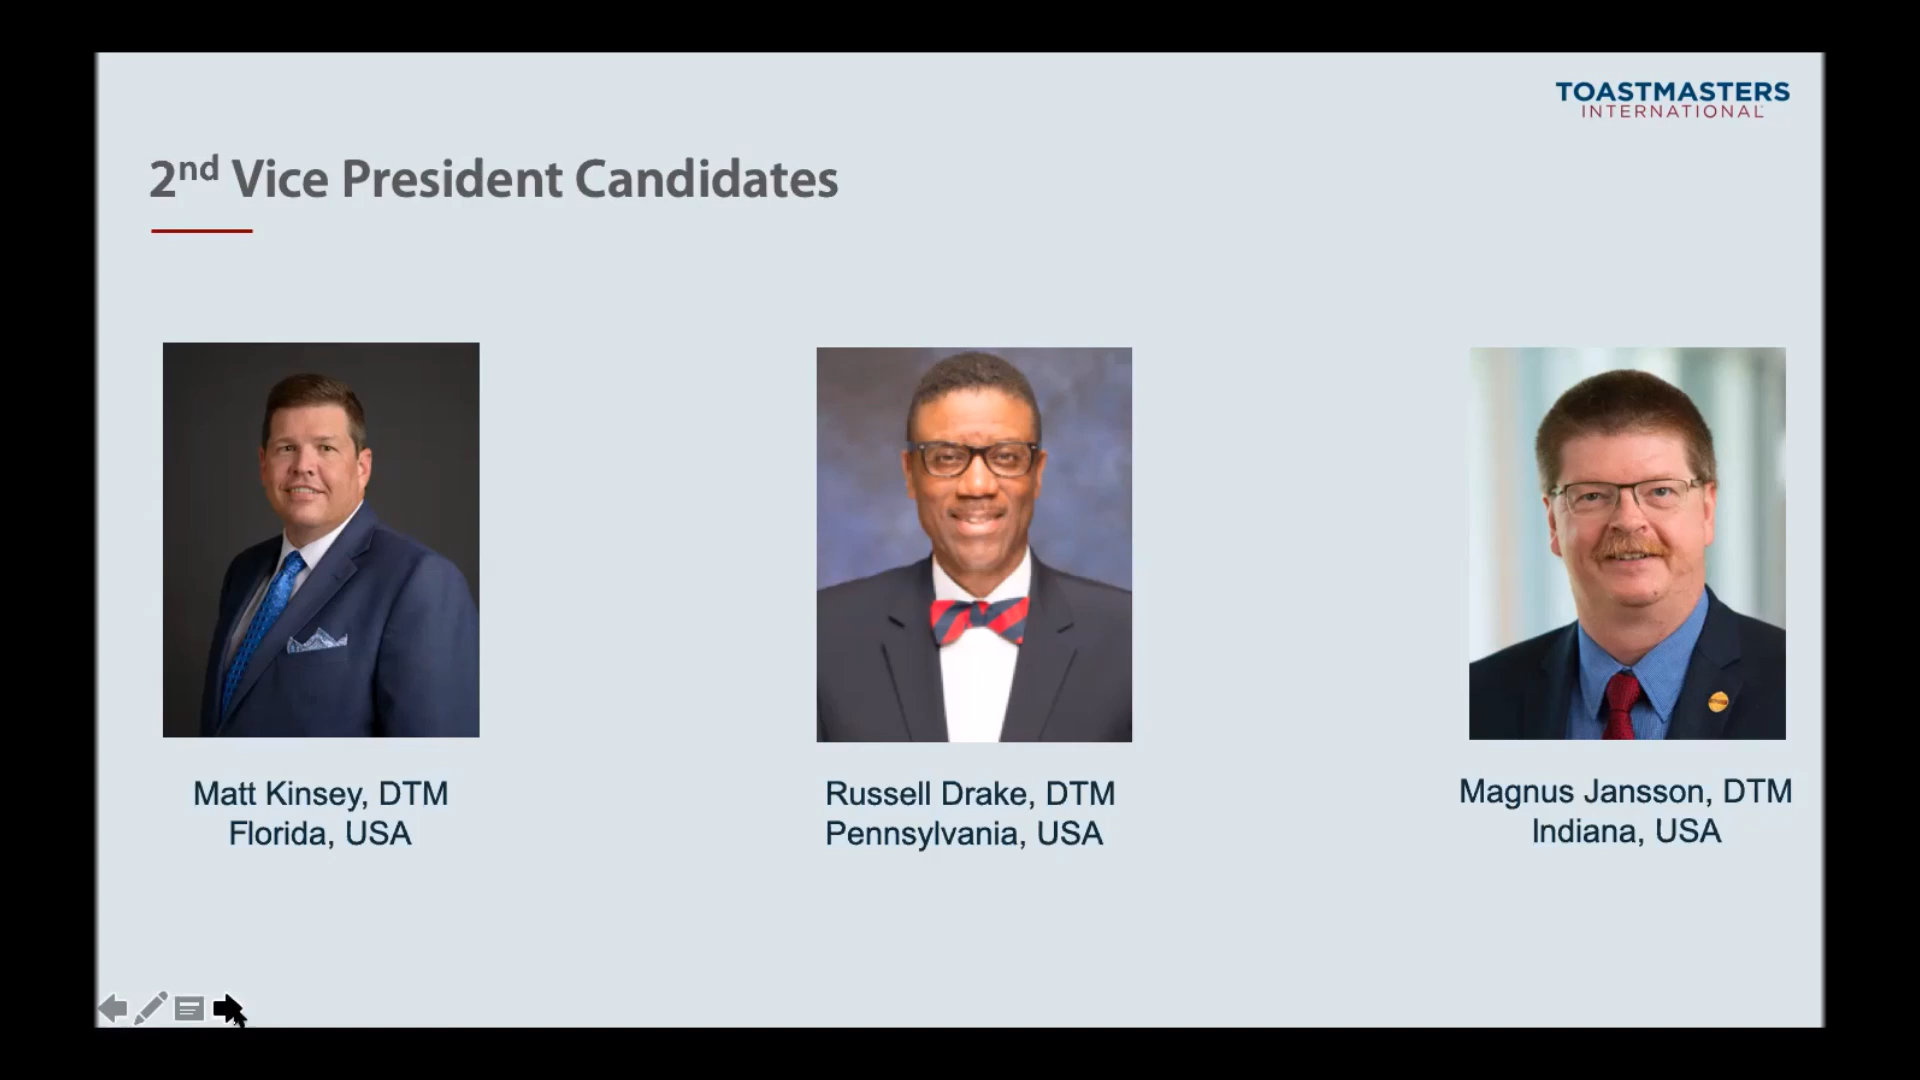 TOASTMASTERS
INTERNATIONAL
2nd Vice President Candidates
Matt Kinsey, DTM
Florida, USA
Russell Drake, DTM
Pennsylvania, USA
Magnus Jansson, DTM
Indiana, USA